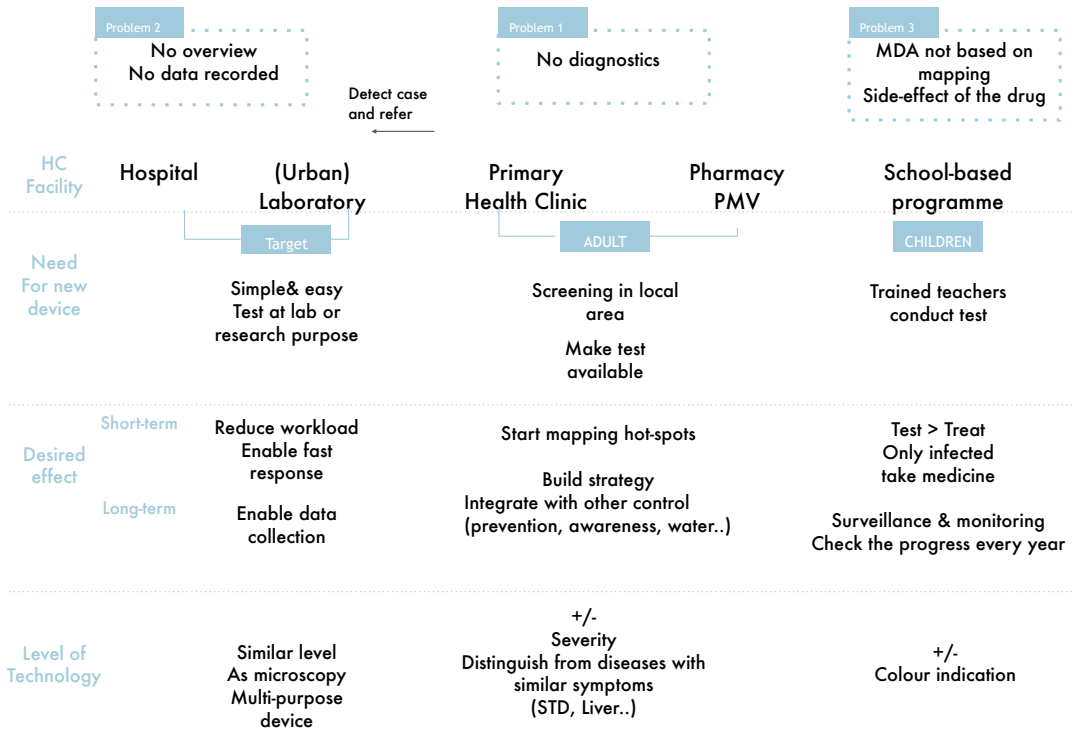 Problem 2
No overview
No data recorded
Problem 1
No diagnostics
Problem 3
MDA not based on
mapping
Side-effect of the drug
Detect case
and refer
HC
Facility
Hospital
(Urban)
Laboratory
Primary
Health Clinic
Pharmacy
PMV
School-based
programme
Target
ADULT
CHILDREN
Need
For new
device
Simple& easy
Test at lab or
research purpose
Screening in local
area
Make test
available
Trained teachers
conduct test
Desired
effect
Short-term
Reduce workload
Enable fast
response
Start mapping hot-spots
Test > Treat
Only infected
take medicine
Long-term
Enable data
collection
Build strategy
Integrate with other control
(prevention, awareness, water..)
Surveillance & monitoring
Check the progress every year
Level of
Technology
Similar level
As microscopy
Multi-purpose
device
+/-
Severity
Distinguish from diseases with
similar symptoms
(STD, Liver..)
+/-
Colour indication